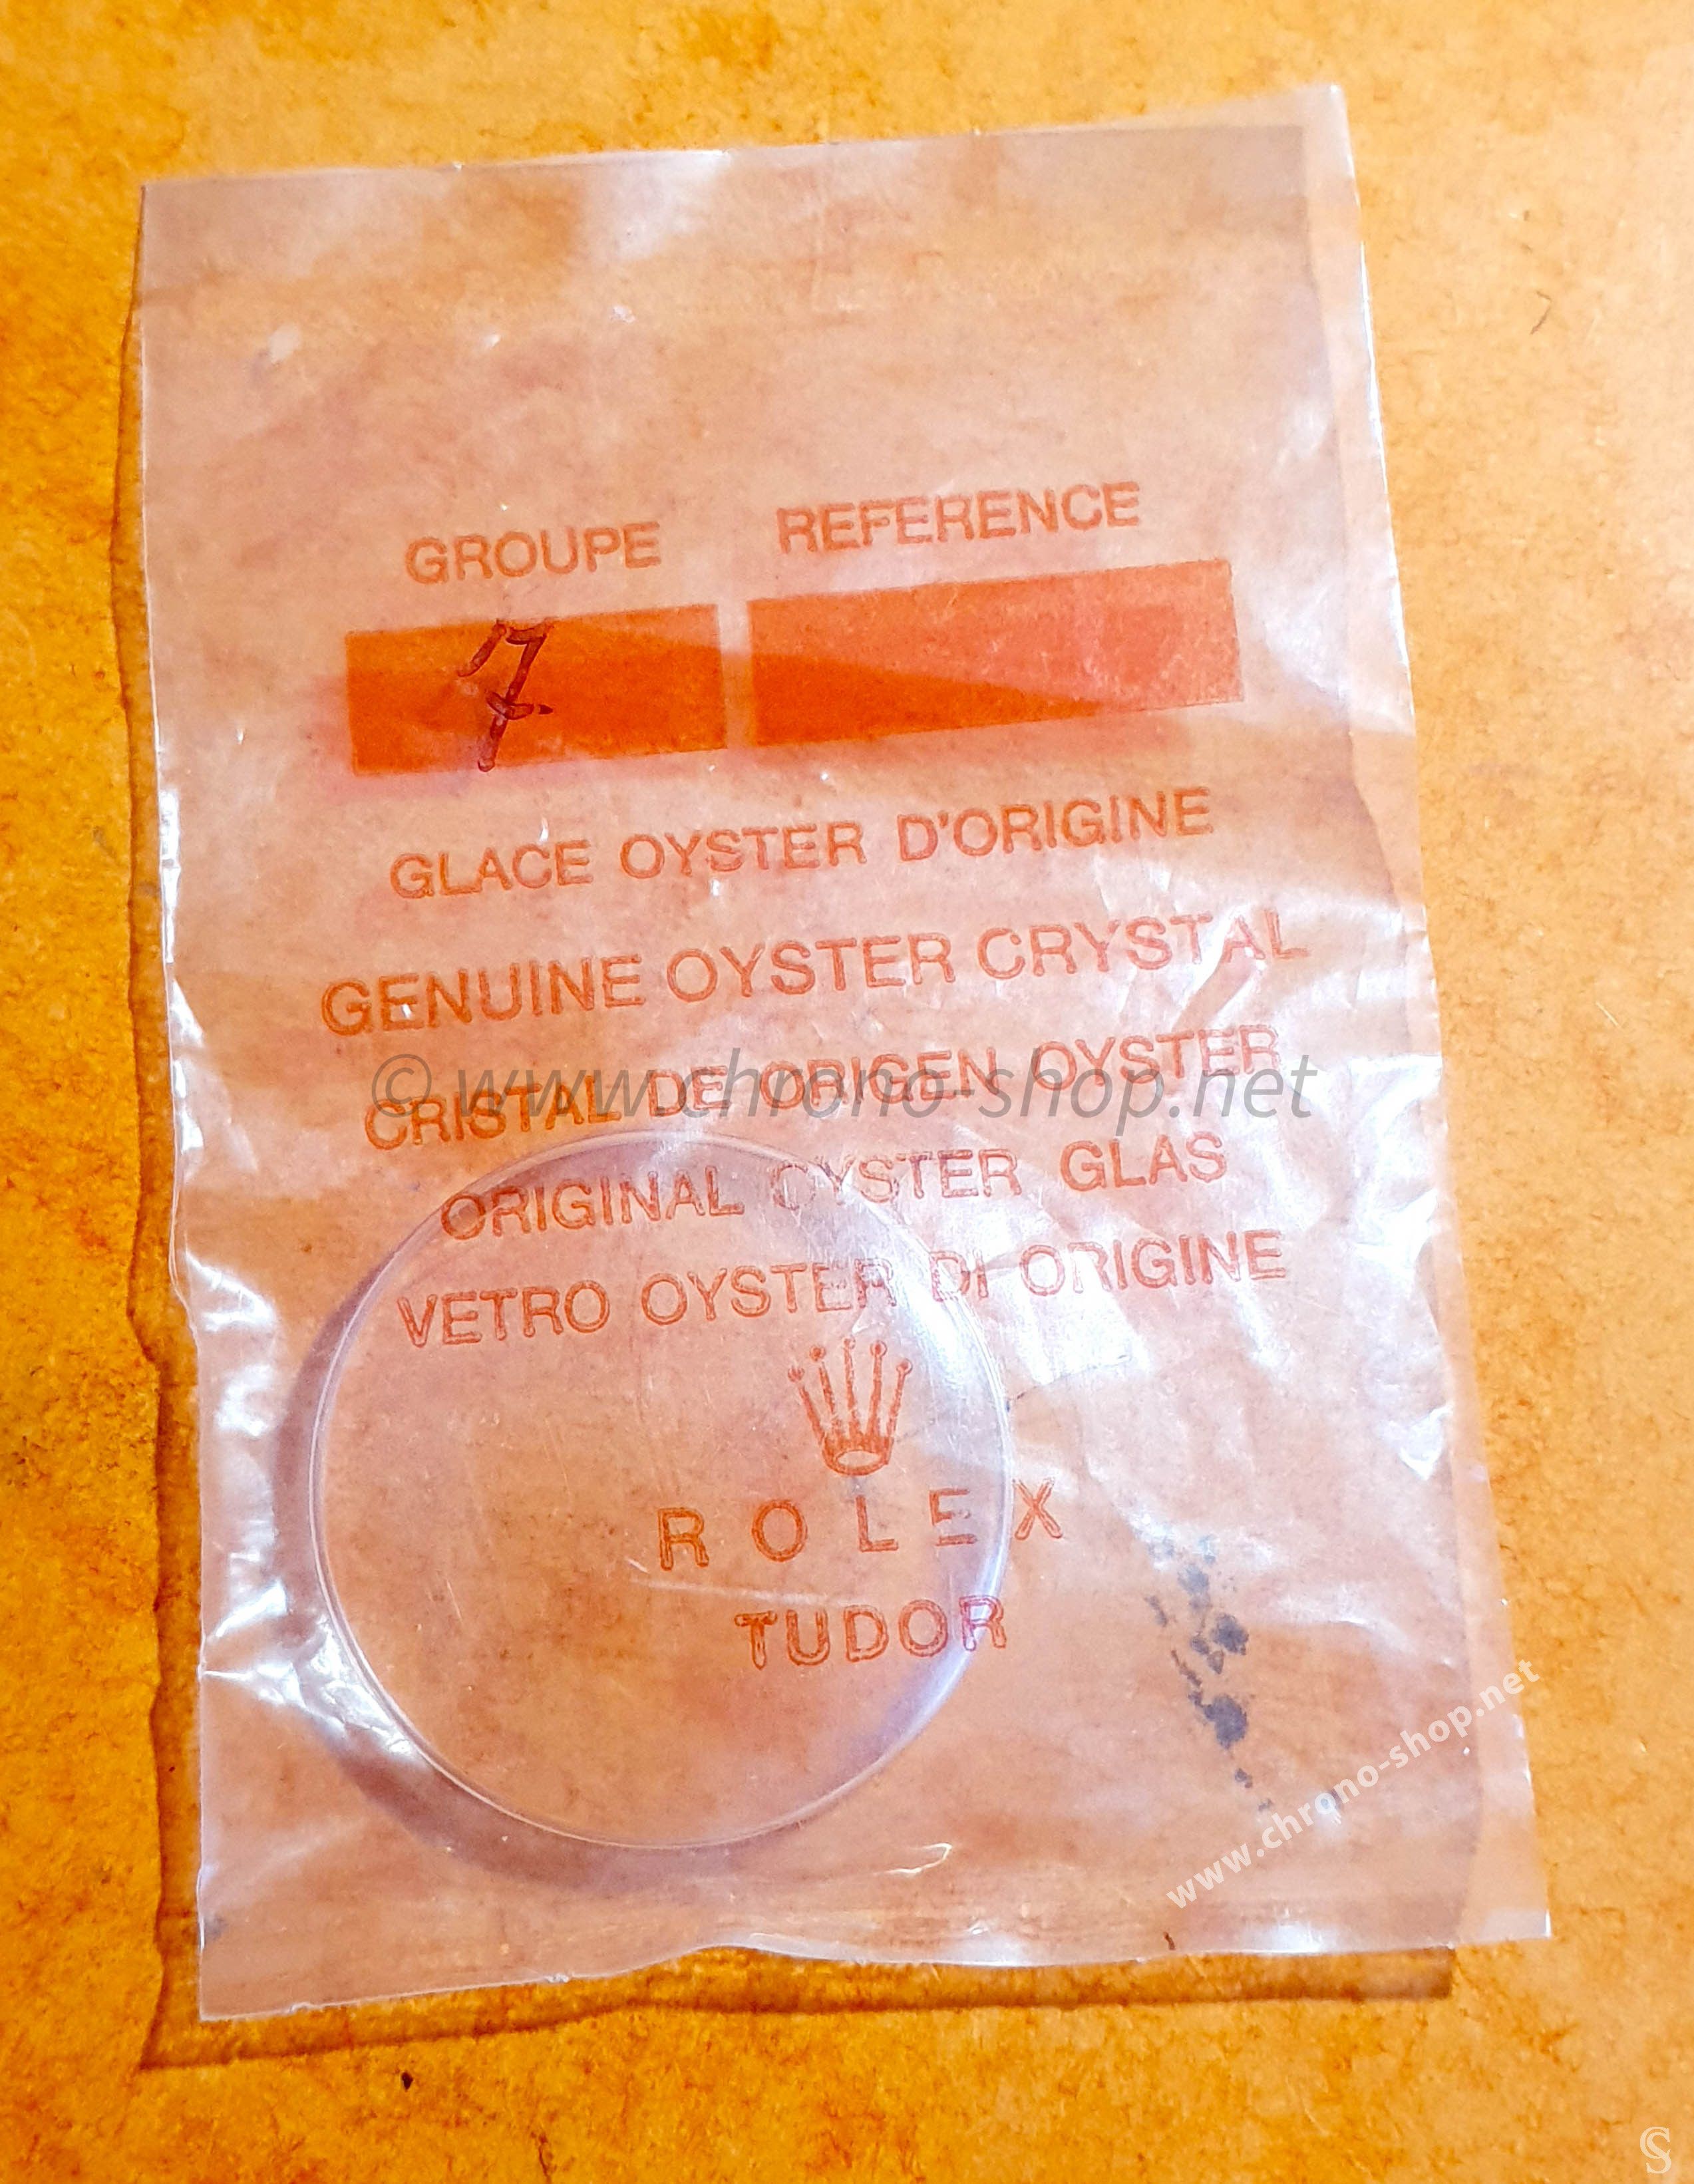 GROUPE REFERENCE
7
GLACE OYSTER D'ORIGINE
GENUINE OYSTER CRYSTAL
CRISTAL DE ORIGEN OYSTER
© www.chrono-shop.net
ORIGINAL OYSTER GLAS
VETRO OYSTER DI ORIGINE
ROLEX
TUDOR
www.chrono-shop.net